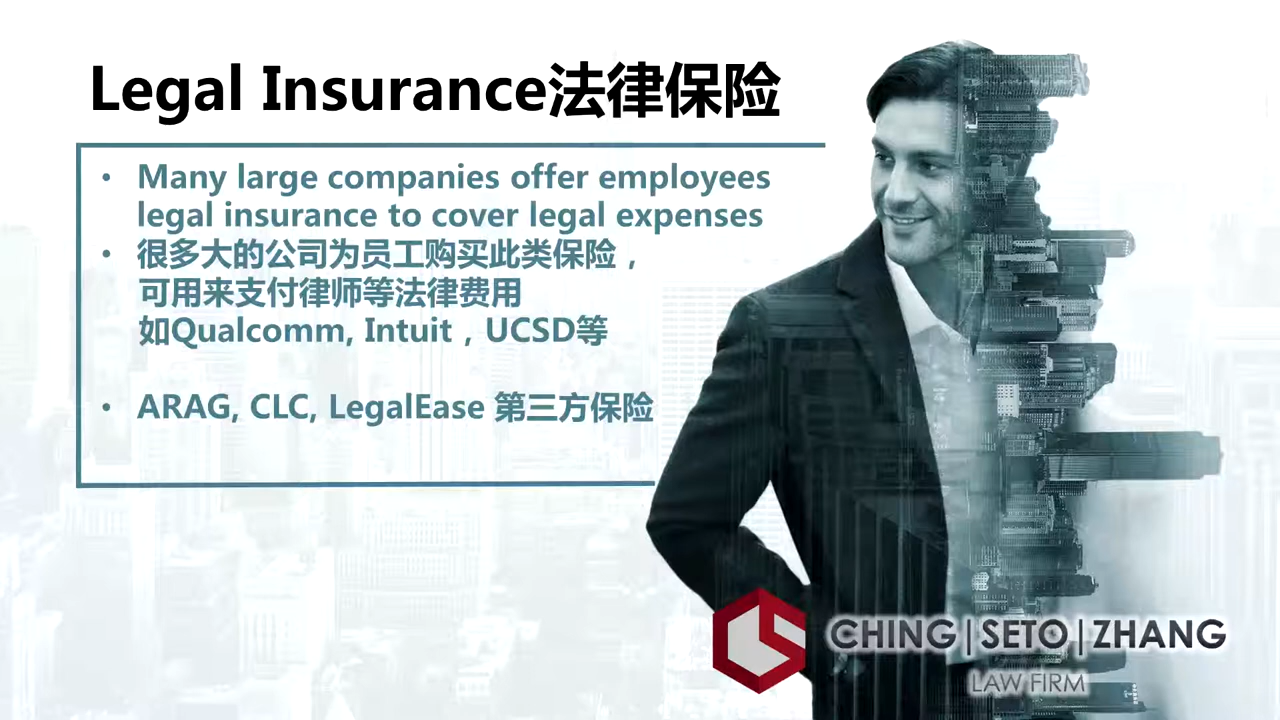 Legal Insurance法律保险
• Many large companies offer employees
legal insurance to cover legal expenses
• 很多大的公司为员工购买此类保险，
可用来支付律师等法律费用
如Qualcomm, Intuit，UCSD等
• ARAG, CLC, LegalEase 第三方保险
CHING|SETO|ZHANG
LAW FIRM